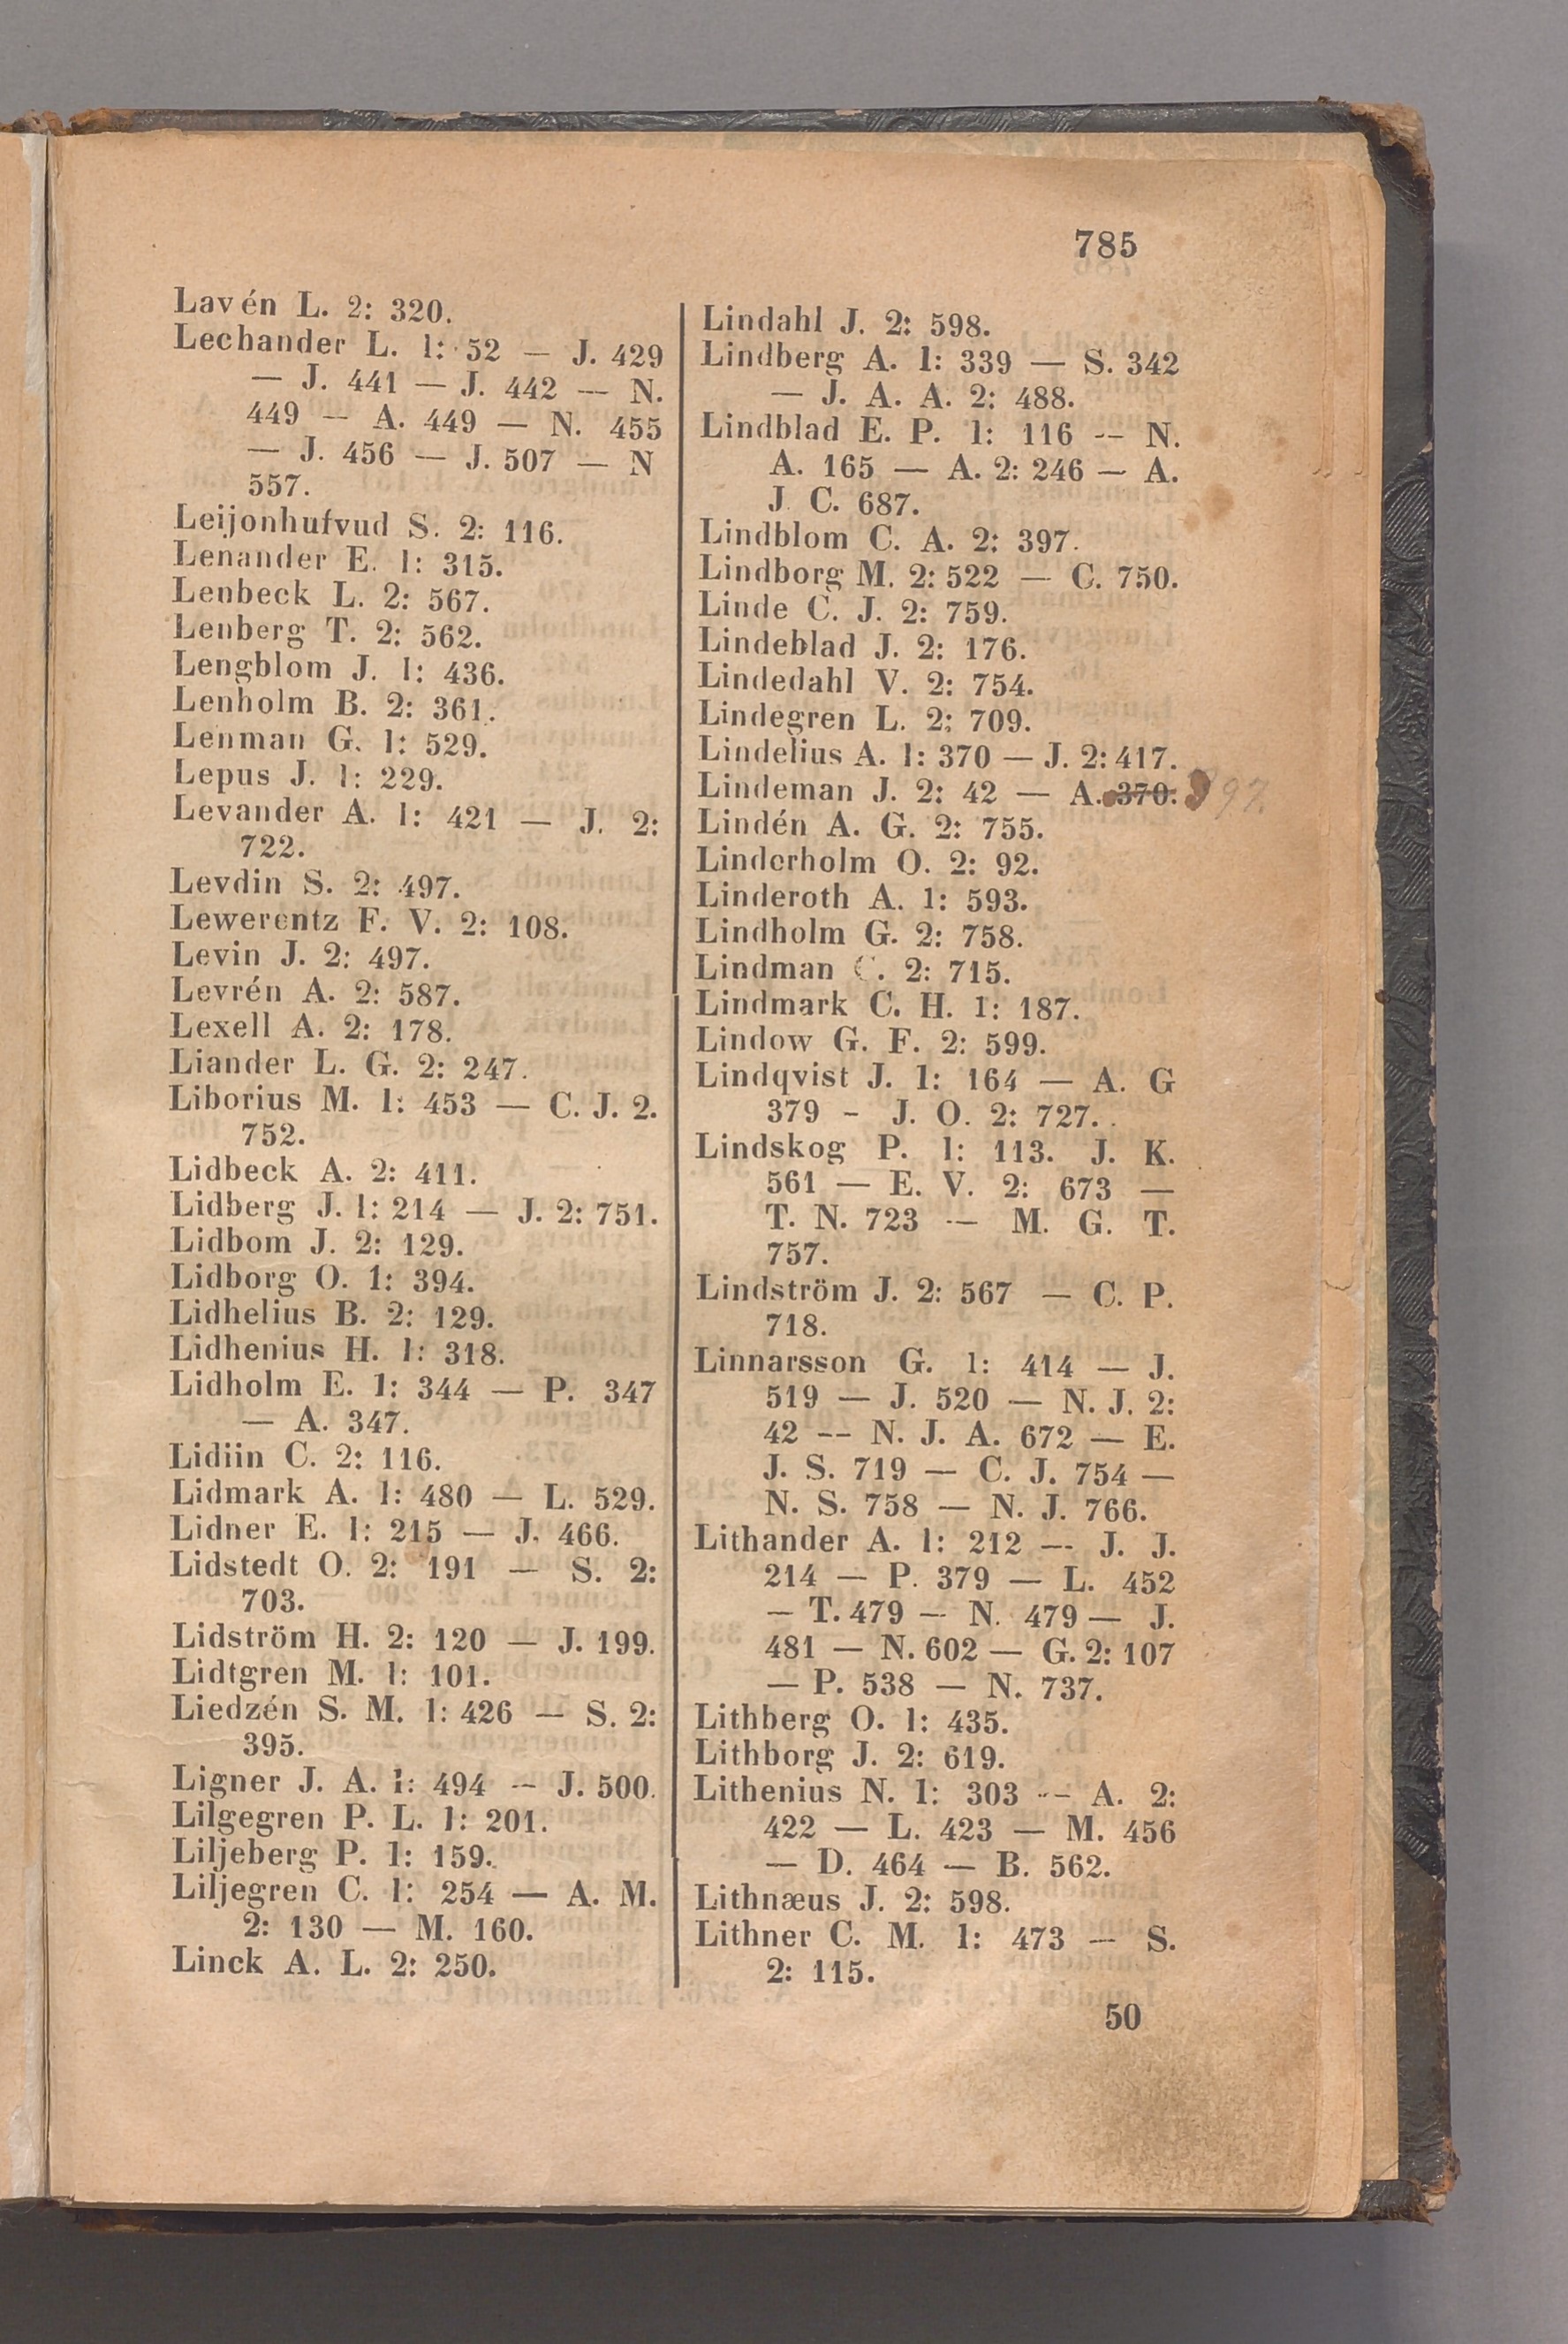 785
Lavén L. 2: 320.
Lechander L. 1: 52 — J. 429
— J. 441 — J. 442 — N.
449 — A. 449 — N. 455
— J. 456 — J. 507 — N
557.
Leijonhufvud S. 2: 116.
Lenander E. 1: 315.
Lenbeck L. 2: 567.
Lenberg T. 2: 562.
Lengblom J. 1: 436.
Lenholm B. 2: 361.
Lenman G. 1: 529.
Lepus J. 1: 229.
Levander A. 1: 421 — J. 2:
722.
Levdin S. 2: 497.
Lewerentz F. V. 2: 108.
Levin J. 2: 497.
Levrén A. 2: 587.
Lexell A. 2: 178.
Liander L. G. 2: 247.
Liborius M. 1: 453 — C. J. 2.
752.
Lidbeck A. 2: 411.
Lidberg J. 1: 214 — J. 2: 751.
Lidbom J. 2: 129.
Lidborg O. 1: 394.
Lidhelius B. 2: 129.
Lidhenius H. 1: 318.
Lidholm E. 1: 344 — P. 347
— A. 347.
Lidiin C. 2: 116.
Lidmark A. 1: 480 — L. 529.
Lidner E. 1: 215 — J. 466.
Lidstedt O. 2: 191 — S. 2:
703.
Lidström H. 2: 120 — J. 199.
Lidtgren M. 1: 101.
Liedzén S. M. 1: 426 — S. 2:
395.
Ligner J. A. 1: 494 — J. 500.
Lilgegren P. L. 1: 201.
Liljeberg P. 1: 159.
Liljegren C. 1: 254 — A. M.
2: 130 — M. 160.
Linck A. L. 2: 250.
Lindahl J. 2: 598.
Lindberg A. 1: 339 — S. 342
— J. A. A. 2: 488.
Lindblad E. P. 1: 116 — N.
A. 165 — A. 2: 246 — A.
J. C. 687.
Lindblom C. A. 2: 397.
Lindborg M. 2: 522 — C. 750.
Linde C. J. 2: 759.
Lindeblad J. 2: 176.
Lindedahl V. 2: 754.
Lindegren L. 2: 709.
Lindelius A. 1: 370 — J. 2: 417.
Lindeman J. 2: 42 — A. 370.
Lindén A. G. 2: 755.
Linderholm O. 2: 92.
Linderoth A. 1: 593.
Lindholm G. 2: 758.
Lindman C. 2: 715.
Lindmark C. H. 1: 187.
Lindow G. F. 2: 599.
Lindqvist J. 1: 164 — A. G
379 - J. O. 2: 727.
Lindskog P. 1: 113. J. K.
561 — E. V. 2: 673 —
T. N. 723 — M. G. T.
757.
Lindström J. 2: 567 — C. P.
718.
Linnarsson G. 1: 414 — J.
519 — J. 520 — N. J. 2:
42 — N. J. A. 672 — E.
J. S. 719 — C. J. 754 —
N. S. 758 — N. J. 766.
Lithander A. 1: 212 — J. J.
214 — P. 379 — L. 452
— T. 479 — N. 479 — J.
481 — N. 602 — G. 2: 107
— P. 538 — N. 737.
Lithberg O. 1: 435.
Lithborg J. 2: 619.
Lithenius N. 1: 303 — A. 2:
422 — L. 423 — M. 456
— D. 464 — B. 562.
Lithnæus J. 2: 598.
Lithner C. M. 1: 473 — S.
2: 115.
50